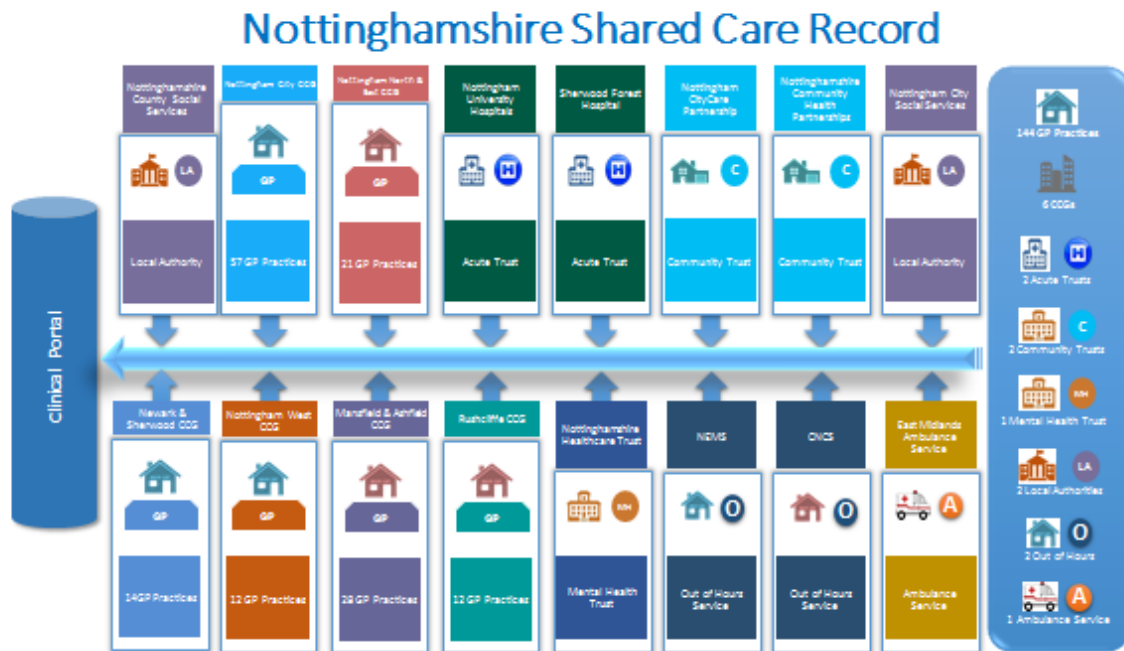 Nottinghamshire Shared Care Record
Nottinghamshire
County Social
Services
Nottingham City CCG
Nottingham North &
East CCG
Nottingham
University
Hospitals
Sherwood Forest
Hospital
Nottingham
CityCare
Partnership
Nottinghamshire
Community
Health
Partnerships
Nottingham City
Social Services
LA
GP
GP
H
H
C
C
LA
Local Authority
57 GP Practices
21 GP Practices
Acute Trust
Acute Trust
Community Trust
Community Trust
Local Authority
Clinical Portal
Newark &
Sherwood CCG
Nottingham West
CCG
Mansfield & Ashfield
CCG
Rushcliffe CCG
Nottinghamshire
Healthcare Trust
NEMS
CNCS
East Midlands
Ambulance
Service
GP
GP
GP
GP
MH
O
O
A
14GP Practices
12 GP Practices
28 GP Practices
12 GP Practices
Mental Health
Trust
Out of Hours
Service
Out of Hours
Service
Ambulance
Service
144 GP Practices
6 CCGs
H
2 Acute Trusts
C
2 Community Trusts
MH
1 Mental Health Trust
LA
2 Local Authorities
O
2 Out of Hours
A
1 Ambulance Service